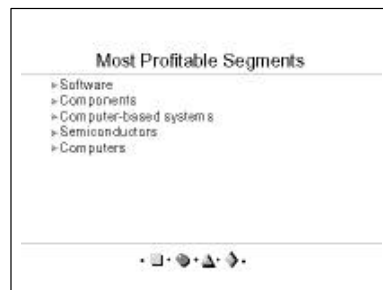 Most Profitable Segments
Software
Components
Computer-based systems
Semiconductors
Computers